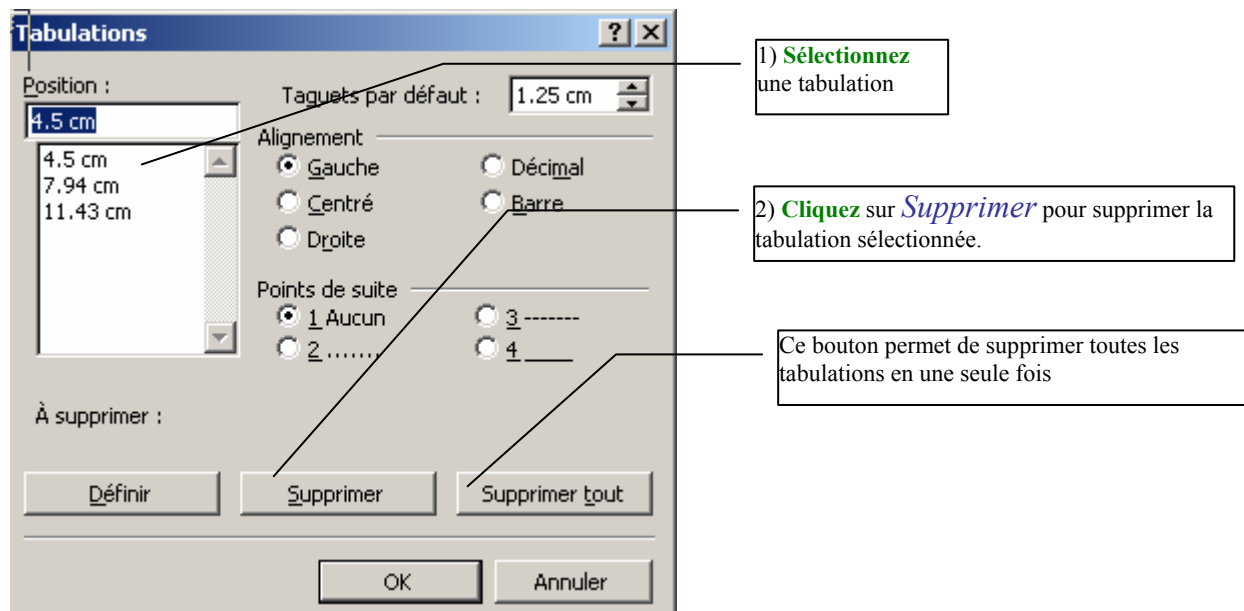 Tabulations
Position :
Taquets par défaut :
1.25 cm
4.5 cm
4.5 cm
7.94 cm
11.43 cm
Alignement
Gauche
Décimal
Centré
Barre
Droite
Points de suite
1 Aucun
3 -------
2 .......
4 ____
À supprimer :
Définir
Supprimer
Supprimer tout
OK
Annuler
1) Sélectionnez
une tabulation
2) Cliquez sur Supprimer pour supprimer la
tabulation sélectionnée.
Ce bouton permet de supprimer toutes les
tabulations en une seule fois